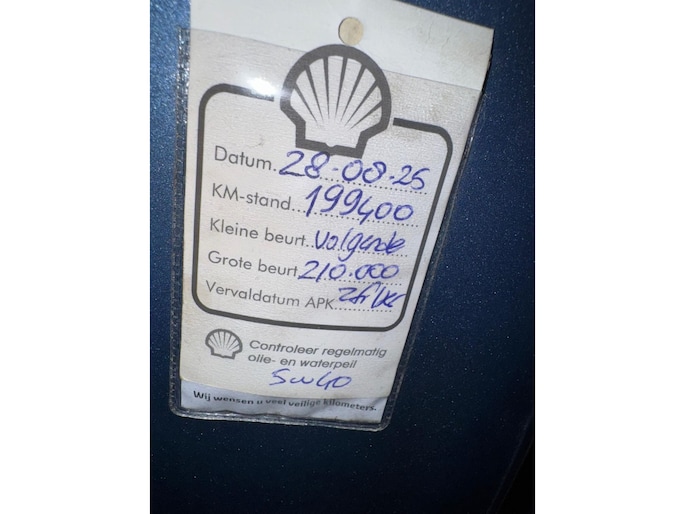 Datum 28-08-25
KM-stand 199400
Kleine beurt volgende
Grote beurt 210.000
Vervaldatum APK
Controleer regelmatig
olie- en waterpeil
5w40
Wij wensen u veel veilige kilometers.